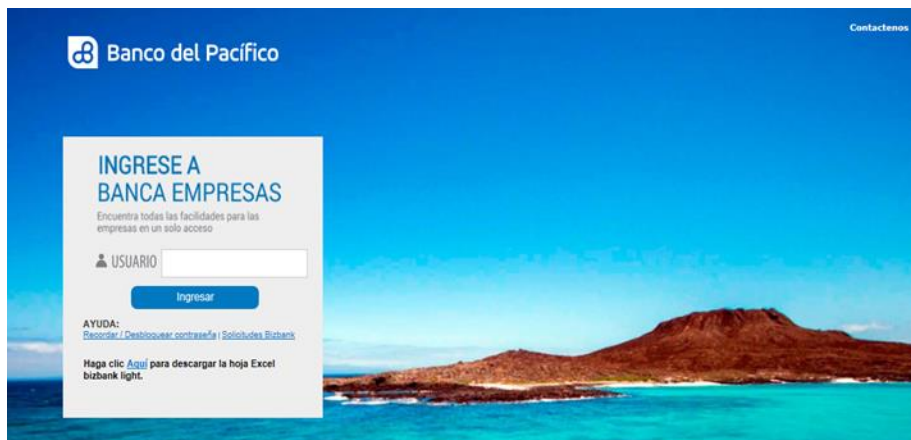 Contactenos
Banco del Pacífico
INGRESE A
BANCA EMPRESAS
Encuentra todas las facilidades para las
empresas en un solo acceso
USUARIO
Ingresar
AYUDA:
Recordar / Desbloquear contraseña | Solicitudes Bizbank
Haga clic Aquí para descargar la hoja Excel
bizbank light.